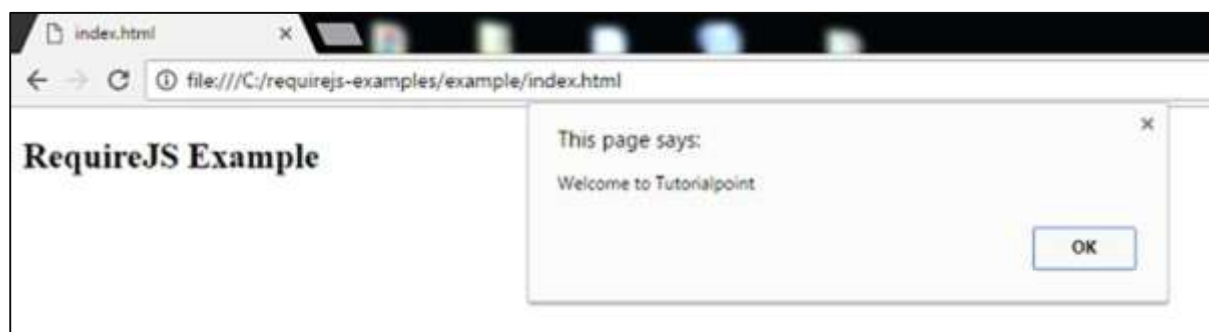 index.html
file:///C:/requirejs-examples/example/index.html
RequireJS Example
This page says:
Welcome to Tutorialpoint
OK